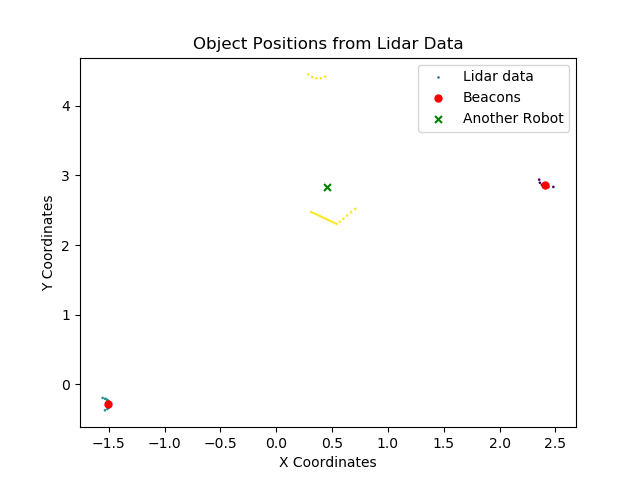 Object Positions from Lidar Data
Lidar data
Beacons
Another Robot
Y Coordinates
4
3
2
1
0
−1.5
−1.0
−0.5
0.0
0.5
1.0
1.5
2.0
2.5
X Coordinates